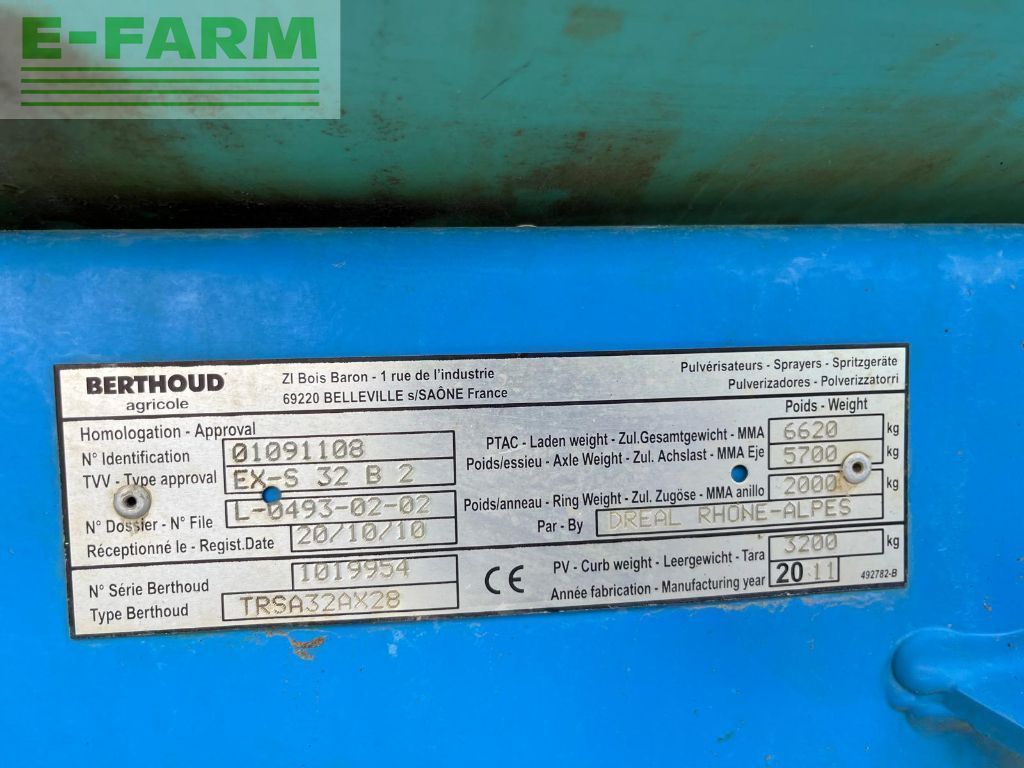 E-FARM
BERTHOUD
agricole
ZI Bois Baron - 1 rue de l'industrie
69220 BELLEVILLE s/SAÔNE France
Pulvérisateurs - Sprayers - Spritzgeräte
Pulverizadores - Polverizzatorri
Homologation - Approval
N° Identification 01091108
TVV - Type approval EX-S 32 B 2
N° Dossier - N° File L-0493-02-02
Réceptionné le - Regist.Date 20/10/10
N° Série Berthoud 1019954
Type Berthoud TRSA32AX28
Poids - Weight
PTAC - Laden weight - Zul.Gesamtgewicht - MMA 6620 kg
Poids/essieu - Axle Weight - Zul. Achslast - MMA Eje 5700 kg
Poids/anneau - Ring Weight - Zul. Zugöse - MMA anillo 2000 kg
Par - By DREAL RHONE-ALPES
CE
PV - Curb weight - Leergewicht - Tara 3200 kg
Année fabrication - Manufacturing year 2011
492782-B